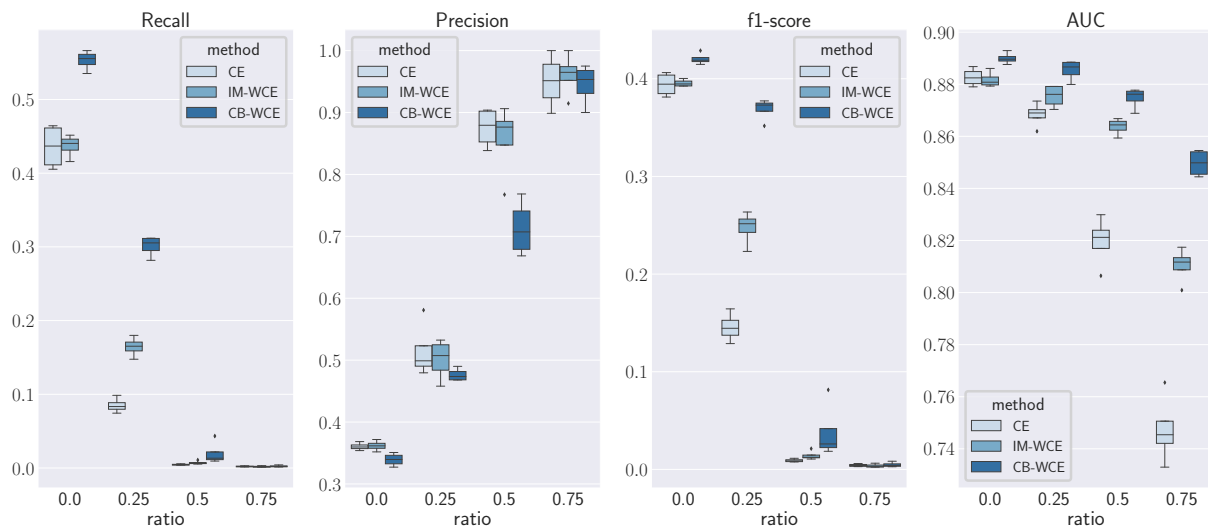 Recall
method
CE
IM-WCE
CB-WCE
0.5
0.4
0.3
0.2
0.1
0.0
0.0 0.25 0.5 0.75
ratio
Precision
method
CE
IM-WCE
CB-WCE
1.0
0.9
0.8
0.7
0.6
0.5
0.4
0.3
0.0 0.25 0.5 0.75
ratio
f1-score
method
CE
IM-WCE
CB-WCE
0.4
0.3
0.2
0.1
0.0
0.0 0.25 0.5 0.75
ratio
AUC
0.90
0.88
0.86
0.84
0.82
0.80
0.78
0.76
0.74
method
CE
IM-WCE
CB-WCE
0.0 0.25 0.5 0.75
ratio